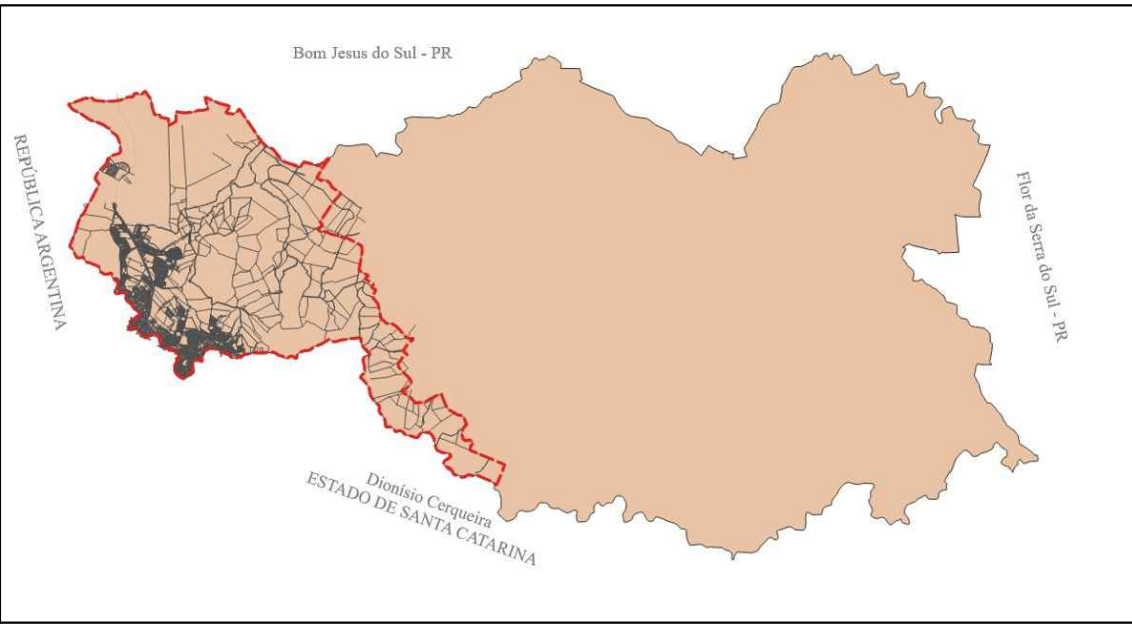 Bom Jesus do Sul - PR
REPÚBLICA ARGENTINA
Flor da Serra do Sul - PR
Dionísio Cerqueira
ESTADO DE SANTA CATARINA